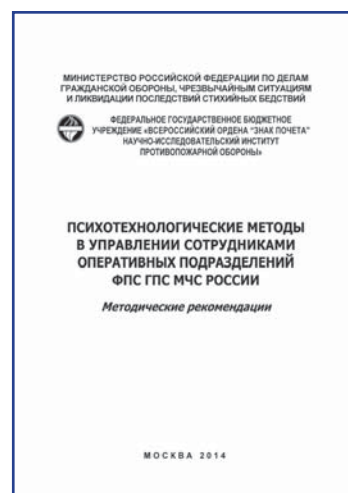 МИНИСТЕРСТВО РОССИЙСКОЙ ФЕДЕРАЦИИ ПО ДЕЛАМ
ГРАЖДАНСКОЙ ОБОРОНЫ, ЧРЕЗВЫЧАЙНЫМ СИТУАЦИЯМ
И ЛИКВИДАЦИИ ПОСЛЕДСТВИЙ СТИХИЙНЫХ БЕДСТВИЙ
ФЕДЕРАЛЬНОЕ ГОСУДАРСТВЕННОЕ БЮДЖЕТНОЕ
УЧРЕЖДЕНИЕ «ВСЕРОССИЙСКИЙ ОРДЕНА "ЗНАК ПОЧЕТА"
НАУЧНО-ИССЛЕДОВАТЕЛЬСКИЙ ИНСТИТУТ
ПРОТИВОПОЖАРНОЙ ОБОРОНЫ»
ПСИХОТЕХНОЛОГИЧЕСКИЕ МЕТОДЫ
В УПРАВЛЕНИИ СОТРУДНИКАМИ
ОПЕРАТИВНЫХ ПОДРАЗДЕЛЕНИЙ
ФПС ГПС МЧС РОССИИ
Методические рекомендации
МОСКВА 2014